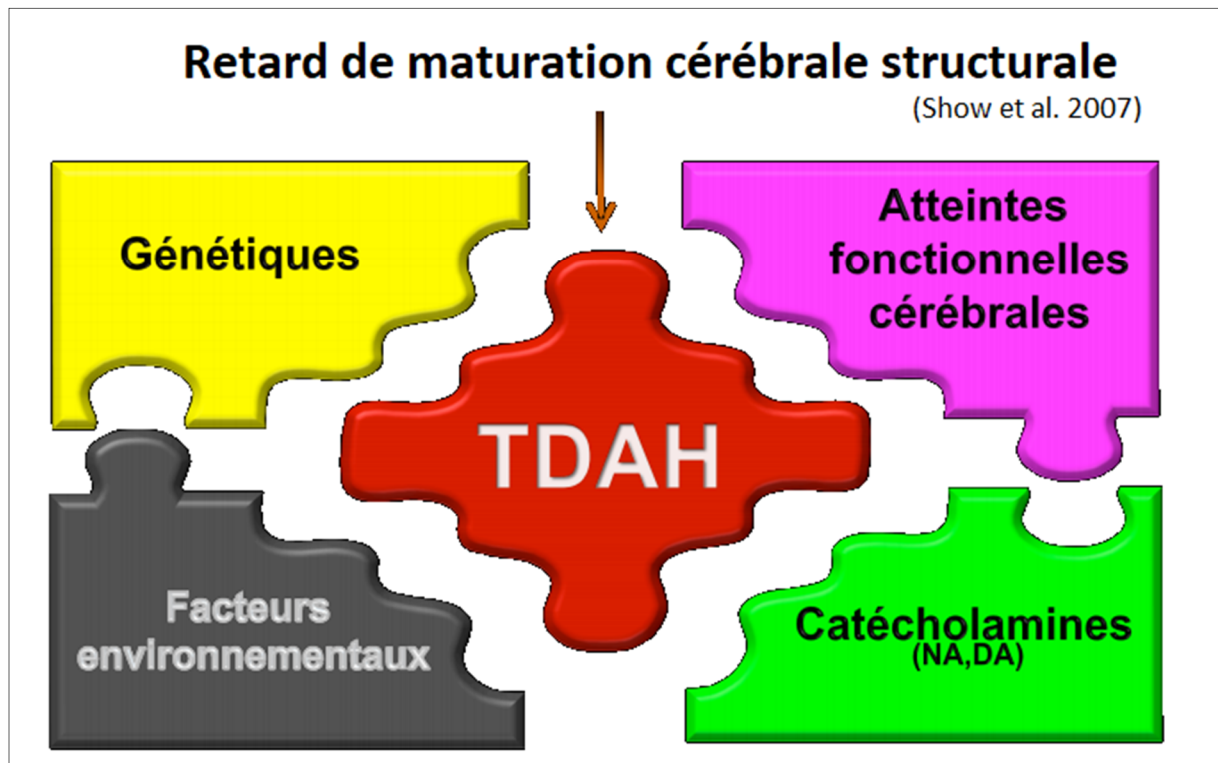 Retard de maturation cérébrale structurale
(Show et al. 2007)
Génétiques
Atteintes
fonctionnelles
cérébrales
TDAH
Facteurs
environnementaux
Catécholamines
(NA,DA)